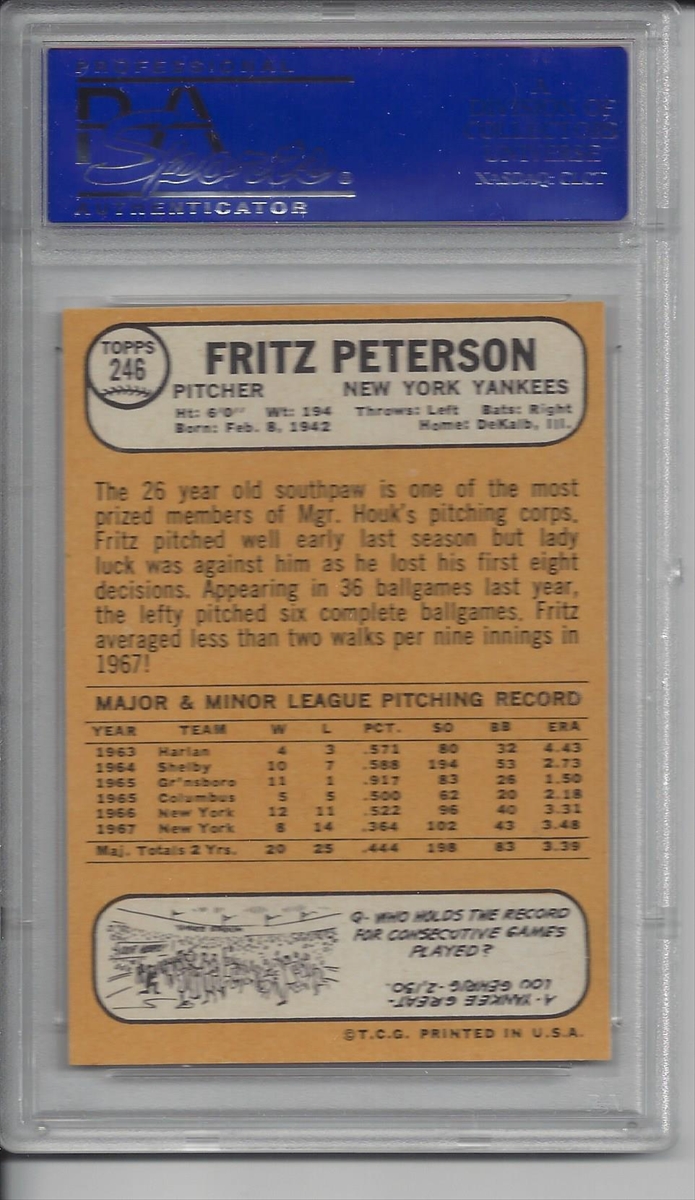 PROFESSIONAL
PSA
Sports®
AUTHENTICATOR
A
DIVISION OF
COLLECTORS
UNIVERSE
NASDAQ: CLCT
TOPPS
246
FRITZ PETERSON
PITCHER NEW YORK YANKEES
Ht: 6'0" Wt: 194 Throws: Left Bats: Right
Born: Feb. 8, 1942 Home: DeKalb, Ill.
The 26 year old southpaw is one of the most
prized members of Mgr. Houk's pitching corps.
Fritz pitched well early last season but lady
luck was against him as he lost his first eight
decisions. Appearing in 36 ballgames last year,
the lefty pitched six complete ballgames. Fritz
averaged less than two walks per nine innings in
1967!
MAJOR & MINOR LEAGUE PITCHING RECORD
YEAR TEAM W L PCT. SO BB ERA
1963 Harlan 4 3 .571 80 32 4.43
1964 Shelby 10 7 .588 194 53 2.73
1965 Gr'nsboro 11 1 .917 83 26 1.50
1965 Columbus 5 5 .500 62 20 2.18
1966 New York 12 11 .522 96 40 3.31
1967 New York 8 14 .364 102 43 3.48
Maj. Totals 2 Yrs. 20 25 .444 198 83 3.39
Q- WHO HOLDS THE RECORD
FOR CONSECUTIVE GAMES
PLAYED?
A- YANKEE GREAT-
LOU GEHRIG-2,130.
©T.C.G. PRINTED IN U.S.A.